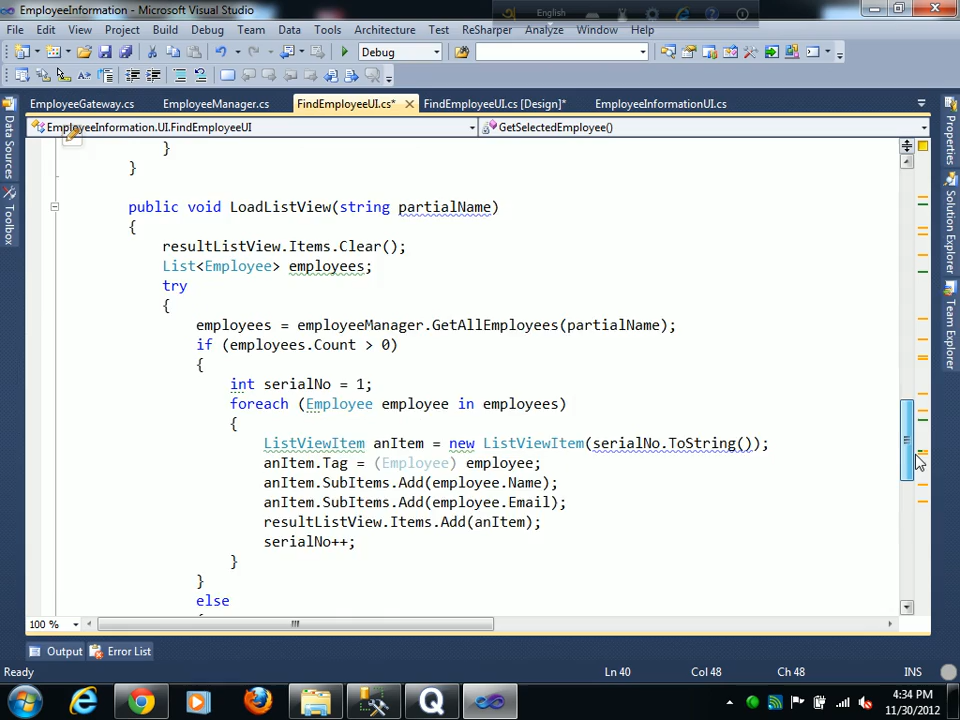 EmployeeInformation - Microsoft Visual Studio
English
File Edit View Project Build Debug Team Data Tools Architecture Test ReSharper Analyze Window Help
Debug
EmployeeGateway.cs EmployeeManager.cs FindEmployeeUI.cs* FindEmployeeUI.cs [Design]* EmployeeInformationUI.cs
EmployeeInformation.UI.FindEmployeeUI GetSelectedEmployee()
Data Sources
Toolbox
Properties
Solution Explorer
Team Explorer
}
}
public void LoadListView(string partialName)
{
resultListView.Items.Clear();
List<Employee> employees;
try
{
employees = employeeManager.GetAllEmployees(partialName);
if (employees.Count > 0)
{
int serialNo = 1;
foreach (Employee employee in employees)
{
ListViewItem anItem = new ListViewItem(serialNo.ToString());
anItem.Tag = (Employee) employee;
anItem.SubItems.Add(employee.Name);
anItem.SubItems.Add(employee.Email);
resultListView.Items.Add(anItem);
serialNo++;
}
}
else
100 %
Output Error List
Ready Ln 40 Col 48 Ch 48 INS
4:34 PM
11/30/2012